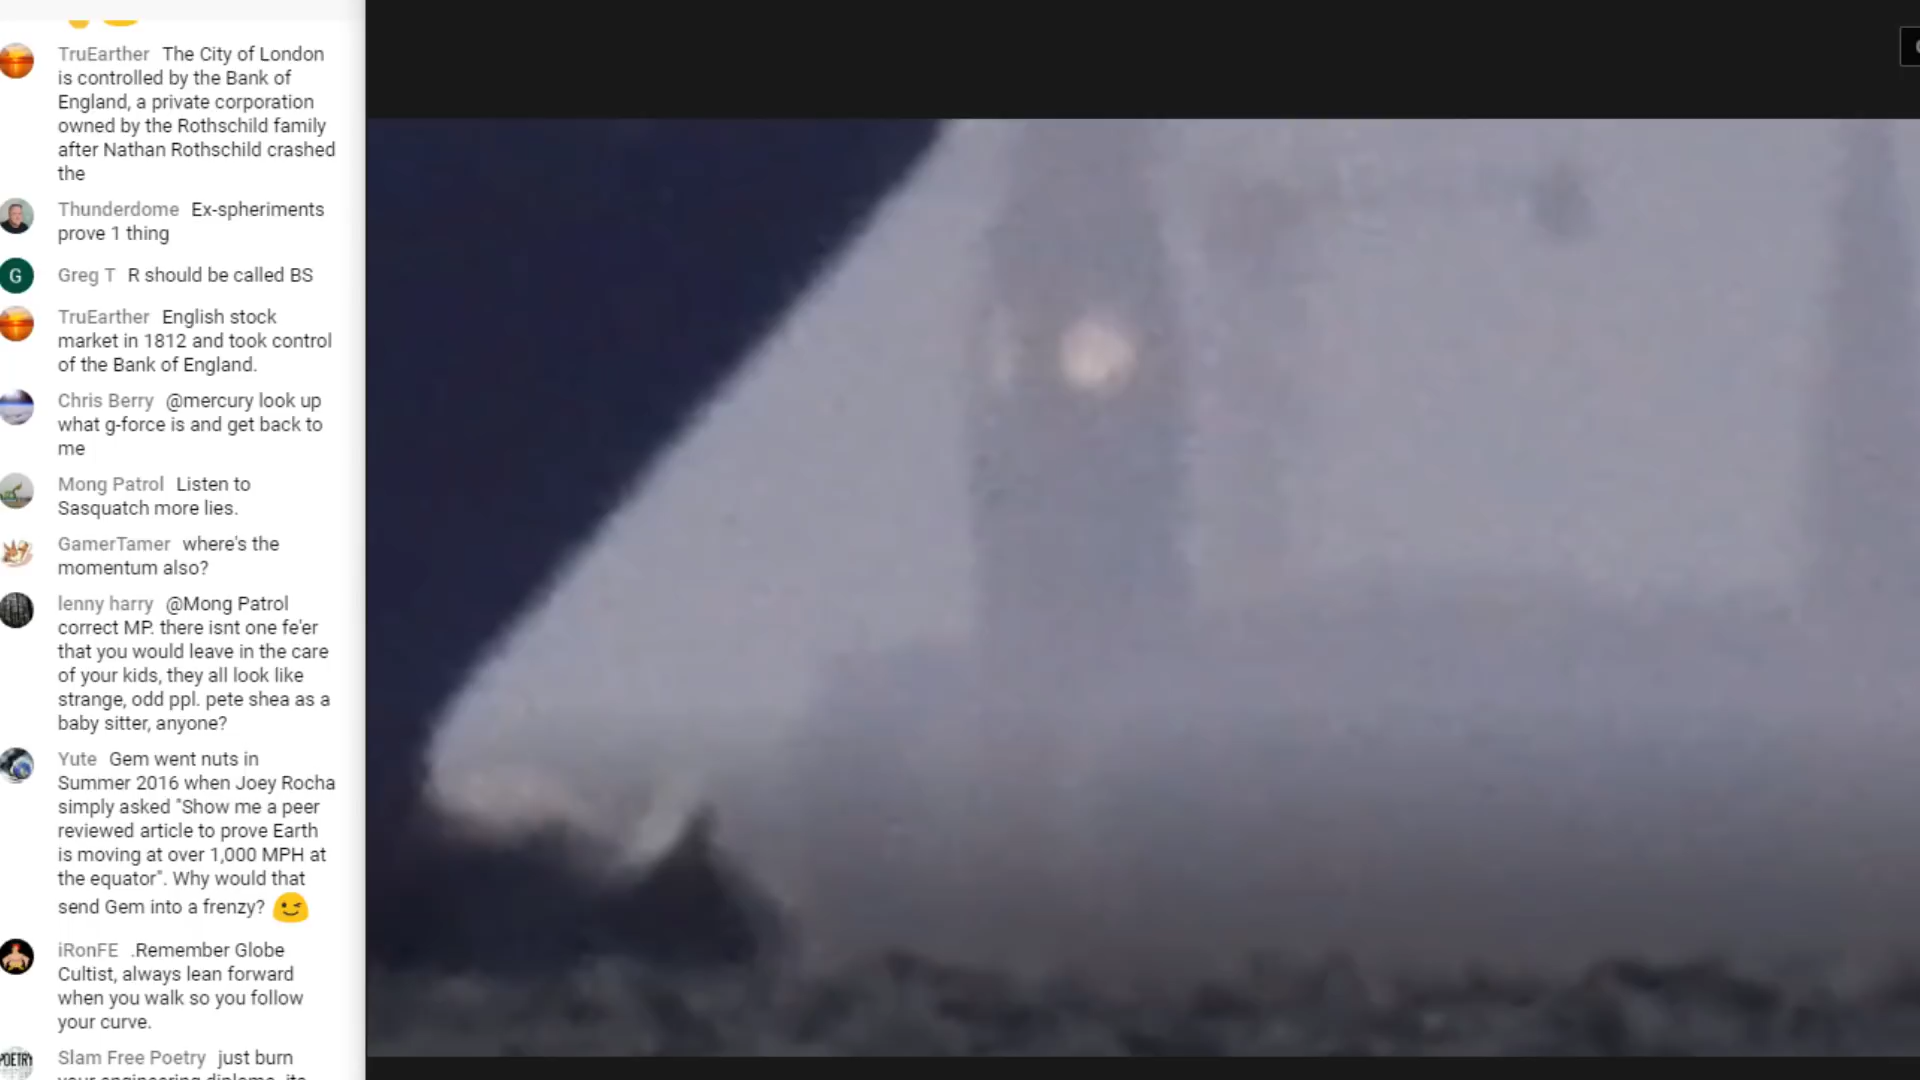 TruEarther The City of London
is controlled by the Bank of
England, a private corporation
owned by the Rothschild family
after Nathan Rothschild crashed
the
Thunderdome Ex-spheriments
prove 1 thing
G
Greg T R should be called BS
TruEarther English stock
market in 1812 and took control
of the Bank of England.
Chris Berry @mercury look up
what g-force is and get back to
me
Mong Patrol Listen to
Sasquatch more lies.
GamerTamer where's the
momentum also?
lenny harry @Mong Patrol
correct MP. there isnt one fe'er
that you would leave in the care
of your kids, they all look like
strange, odd ppl. pete shea as a
baby sitter, anyone?
Yute Gem went nuts in
Summer 2016 when Joey Rocha
simply asked "Show me a peer
reviewed article to prove Earth
is moving at over 1,000 MPH at
the equator". Why would that
send Gem into a frenzy? 😉
iRonFE .Remember Globe
Cultist, always lean forward
when you walk so you follow
your curve.
POETRY
Slam Free Poetry just burn
your engineering diploma, its